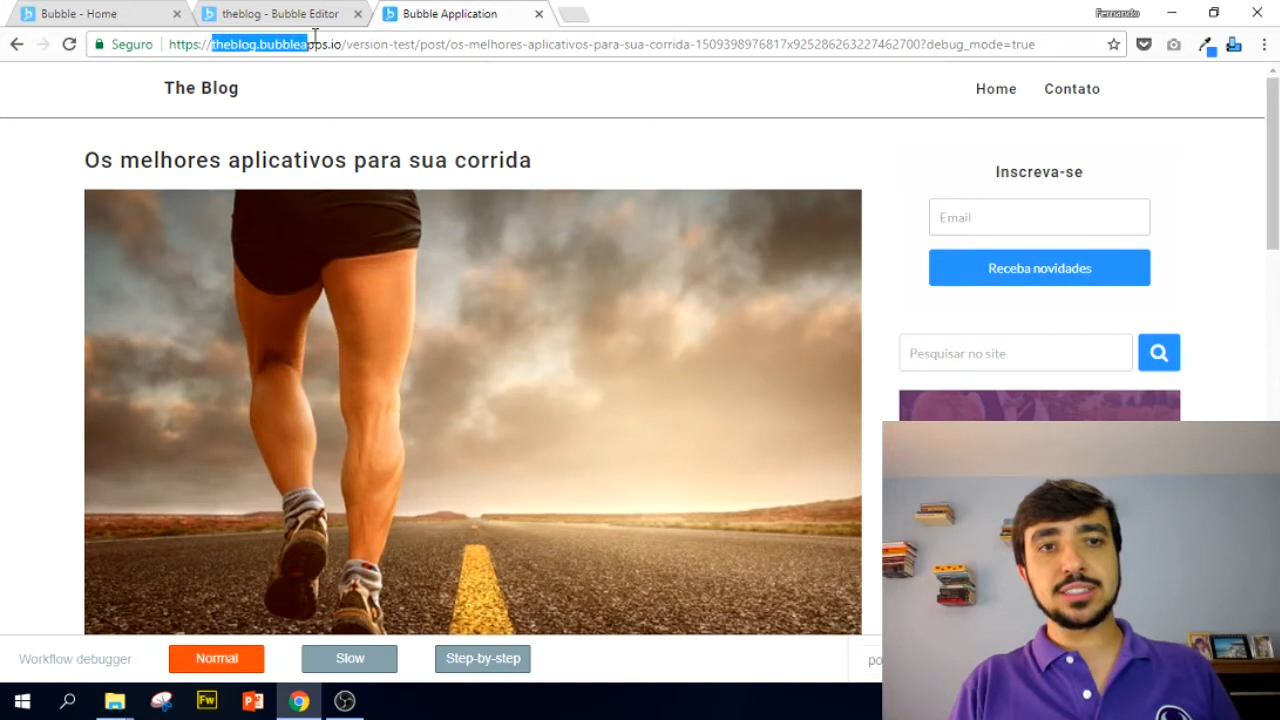 Bubble - Home
theblog - Bubble Editor
Bubble Application
Fernando
Seguro
https://theblog.bubbleapps.io/version-test/post/os-melhores-aplicativos-para-sua-corrida-1509398976817x925286263227462700?debug_mode=true
The Blog
Home
Contato
Os melhores aplicativos para sua corrida
Inscreva-se
Email
Receba novidades
Pesquisar no site
Workflow debugger
Normal
Slow
Step-by-step
po
Fw